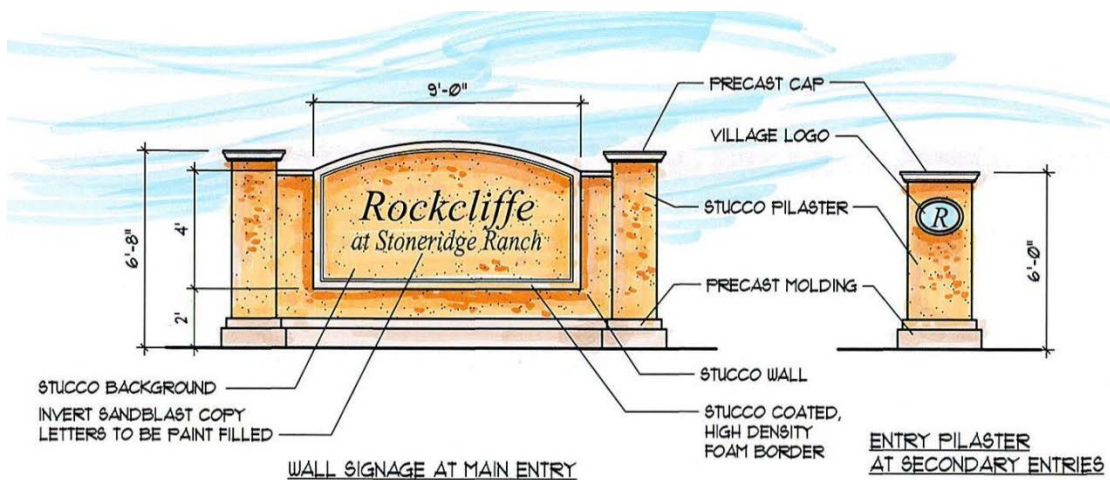 9'-0"
PRECAST CAP
VILLAGE LOGO
Rockcliffe
at Stoneridge Ranch
R
STUCCO PILASTER
6'-8"
4'
2'
6'-0"
PRECAST MOLDING
STUCCO BACKGROUND
INVERT SANDBLAST COPY
LETTERS TO BE PAINT FILLED
STUCCO WALL
STUCCO COATED,
HIGH DENSITY
FOAM BORDER
WALL SIGNAGE AT MAIN ENTRY
ENTRY PILASTER
AT SECONDARY ENTRIES